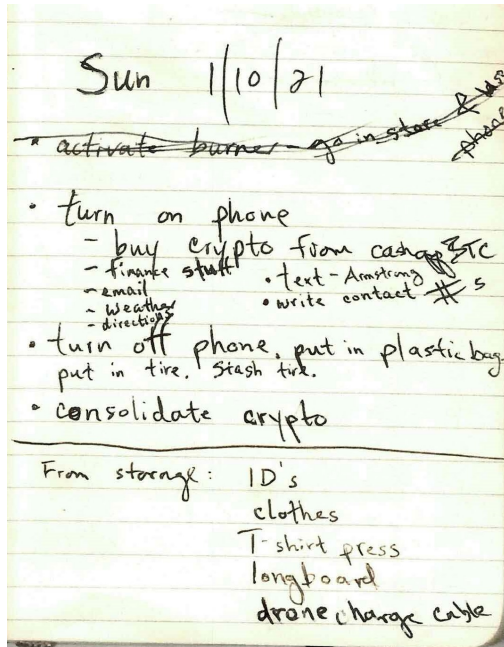 Sun 1/10/21
• activate burner - go in store & ldse phone
• turn on phone
- buy crypto from cashapp BTC
- finance stuff
- email
- weather
- directions
• text - Armstrong
• write contact #s
• turn off phone, put in plastic bag.
put in tire. Stash tire.
• consolidate crypto
From storage: ID's
clothes
T-shirt press
longboard
drone charge cable